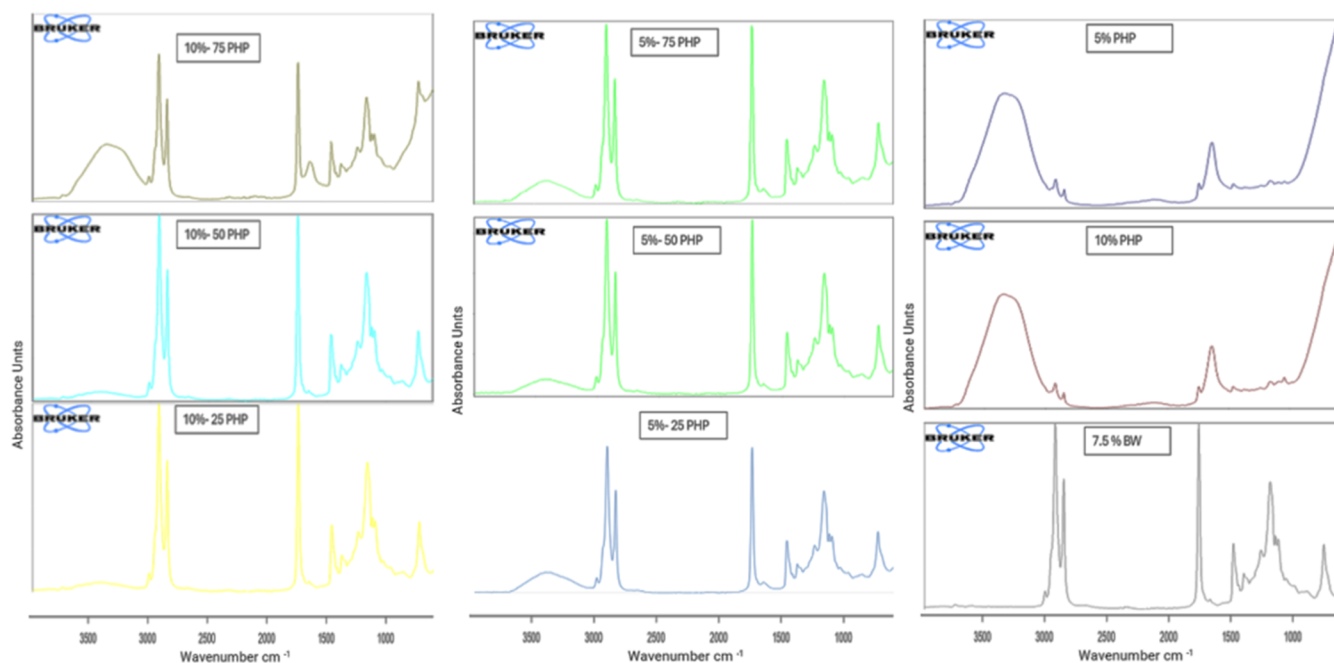 BRUKER
10%- 75 PHP
BRUKER
10%- 50 PHP
BRUKER
10%- 25 PHP
Absorbance Units
3500 3000 2500 2000 1500 1000
Wavenumber cm -1
BRUKER
5%- 75 PHP
BRUKER
5%- 50 PHP
5%- 25 PHP
Absorbance Units
3500 3000 2500 2000 1500 1000
Wavenumber cm -1
BRUKER
5% PHP
BRUKER
10% PHP
BRUKER
7.5 % BW
Absorbance Units
3500 3000 2500 2000 1500 1000
Wavenumber cm -1